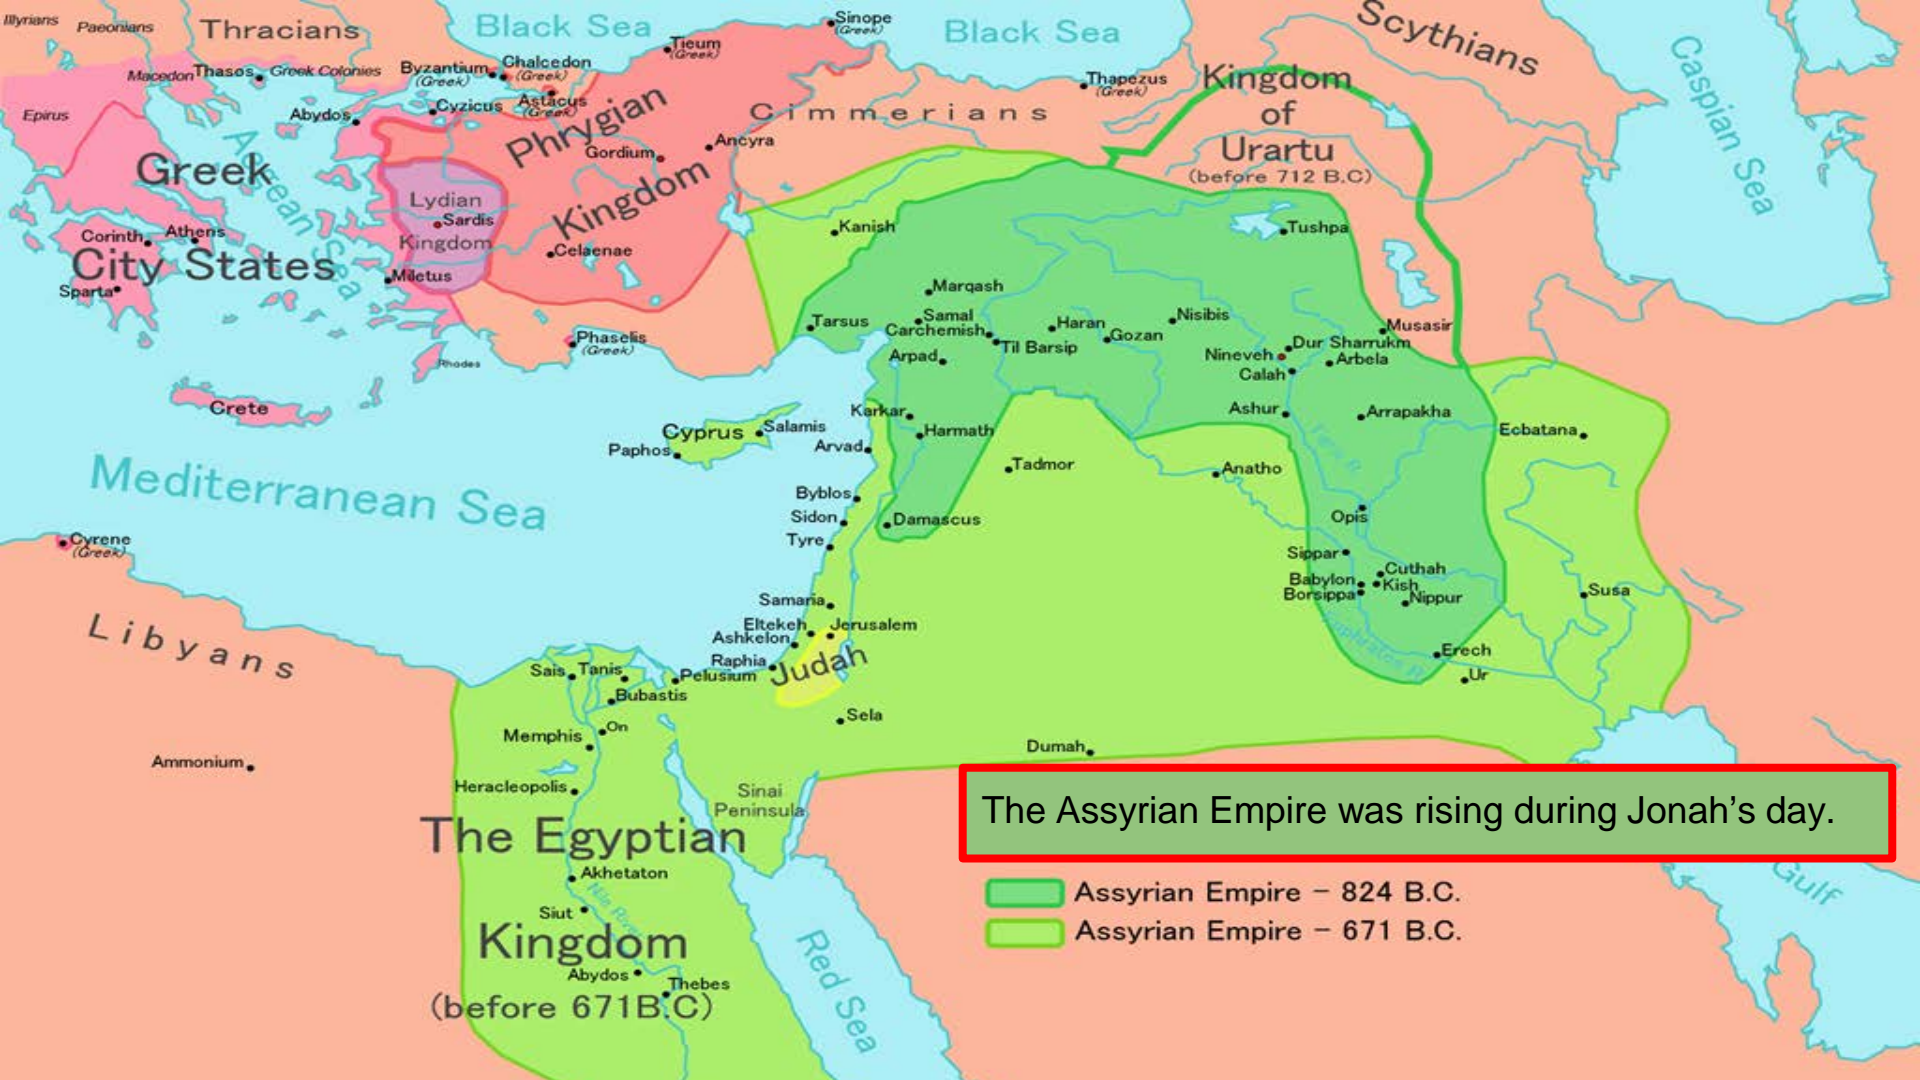 Illyrians
Paeonians
Thracians
Black Sea
Sinope
(Greek)
Black Sea
Scythians
Caspian Sea
Tieum
(Greek)
Macedon
Thasos
Greek Colonies
Byzantium
(Greek)
Chalcedon
(Greek)
Thapezus
(Greek)
Kingdom
of
Urartu
(before 712 B.C)
Epirus
Abydos
Cyzicus
Astacus
(Greek)
Cimmerians
Phrygian
Kingdom
Gordium
Ancyra
Greek
City States
Aegean Sea
Lydian
Kingdom
Sardis
Celaenae
Kanish
Tushpa
Corinth
Athens
Sparta
Miletus
Marqash
Tarsus
Samal
Carchemish
Haran
Nisibis
Musasir
Phaselis
(Greek)
Til Barsip
Gozan
Dur Sharrukm
Nineveh
Arbela
Rhodes
Arpad
Calah
Crete
Karkar
Ashur
Arrapakha
Cyprus
Salamis
Harmath
Ecbatana
Paphos
Arvad
Tigris R
Tadmor
Anatho
Mediterranean Sea
Byblos
Sidon
Damascus
Opis
Tyre
Cyrene
(Greek)
Sippar
Cuthah
Babylon
Kish
Borsippa
Nippur
Susa
Samaria
Eltekeh
Jerusalem
Ashkelon
Euphrates R
Libyans
Raphia
Judah
Erech
Sais
Tanis
Pelusium
Ur
Bubastis
Sela
On
Memphis
Dumah
Ammonium
Heracleopolis
Sinai
Peninsula
The Assyrian Empire was rising during Jonah’s day.
The Egyptian
Kingdom
(before 671B.C)
Akhetaton
Gulf
Assyrian Empire – 824 B.C.
Nile River
Siut
Assyrian Empire – 671 B.C.
Abydos
Thebes
Red Sea